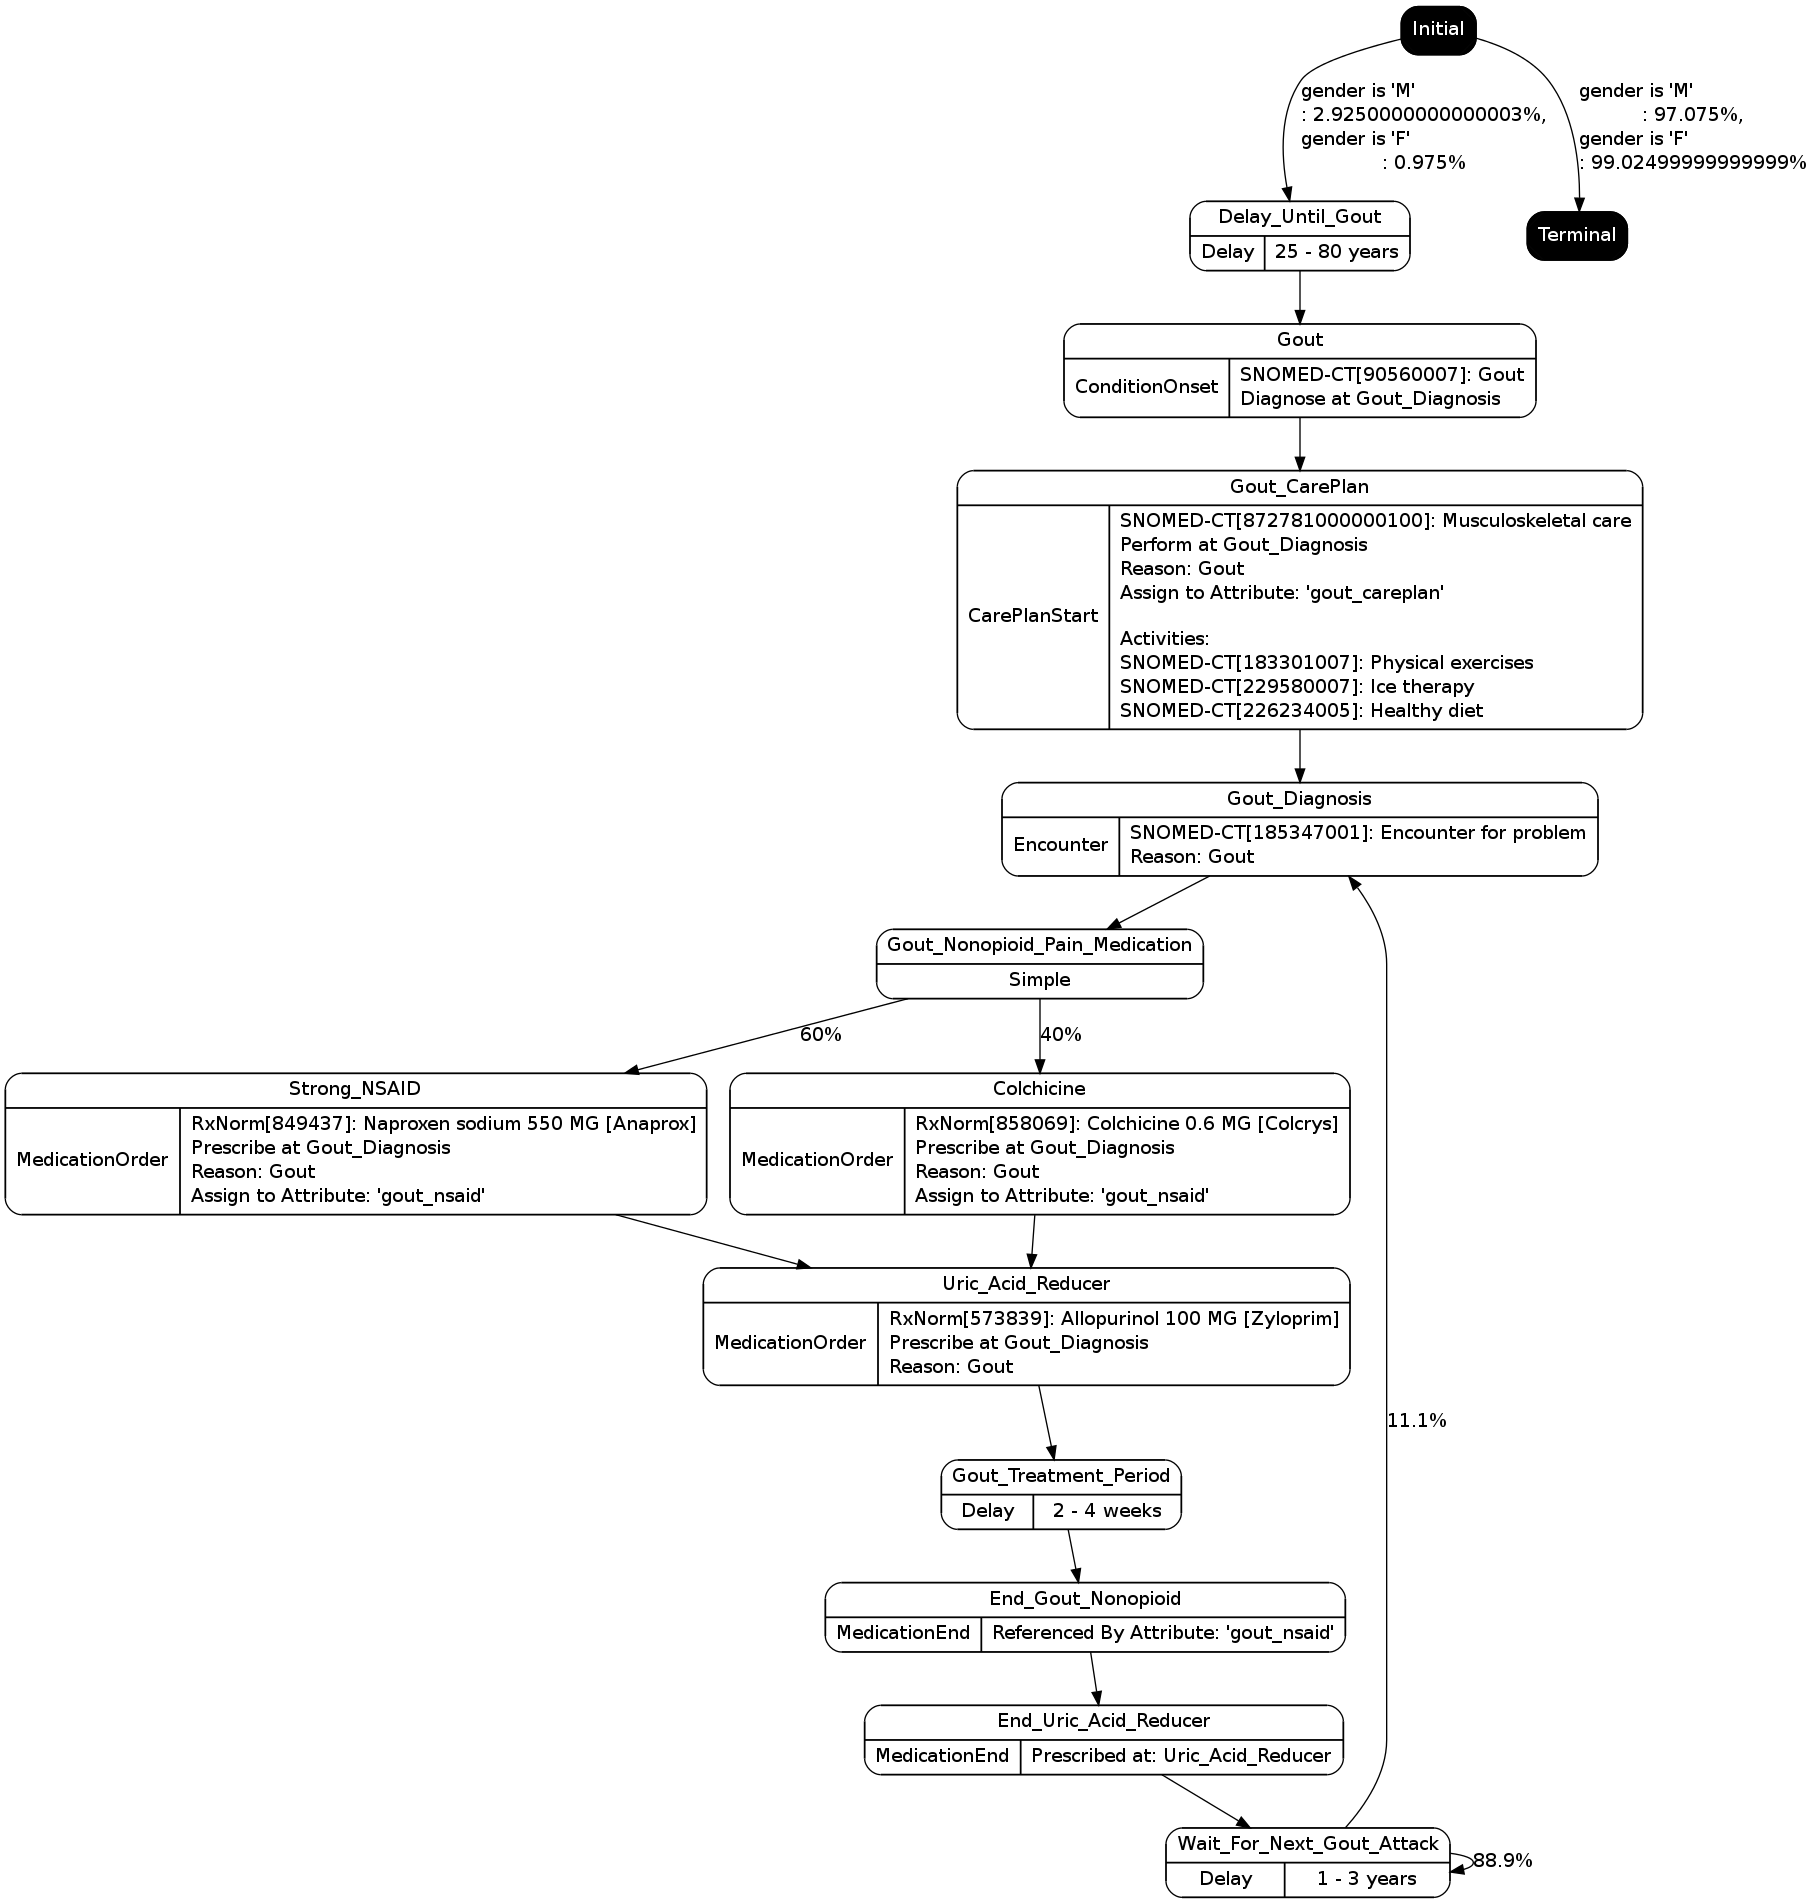 Initial
gender is 'M'
: 2.9250000000000003%,
gender is 'F'
: 0.975%
gender is 'M'
: 97.075%,
gender is 'F'
: 99.02499999999999%
Delay_Until_Gout
Delay
25 - 80 years
Terminal
Gout
ConditionOnset
SNOMED-CT[90560007]: Gout
Diagnose at Gout_Diagnosis
Gout_CarePlan
CarePlanStart
SNOMED-CT[872781000000100]: Musculoskeletal care
Perform at Gout_Diagnosis
Reason: Gout
Assign to Attribute: 'gout_careplan'
Activities:
SNOMED-CT[183301007]: Physical exercises
SNOMED-CT[229580007]: Ice therapy
SNOMED-CT[226234005]: Healthy diet
Gout_Diagnosis
Encounter
SNOMED-CT[185347001]: Encounter for problem
Reason: Gout
Gout_Nonopioid_Pain_Medication
Simple
60%
40%
Strong_NSAID
MedicationOrder
RxNorm[849437]: Naproxen sodium 550 MG [Anaprox]
Prescribe at Gout_Diagnosis
Reason: Gout
Assign to Attribute: 'gout_nsaid'
Colchicine
MedicationOrder
RxNorm[858069]: Colchicine 0.6 MG [Colcrys]
Prescribe at Gout_Diagnosis
Reason: Gout
Assign to Attribute: 'gout_nsaid'
Uric_Acid_Reducer
MedicationOrder
RxNorm[573839]: Allopurinol 100 MG [Zyloprim]
Prescribe at Gout_Diagnosis
Reason: Gout
11.1%
Gout_Treatment_Period
Delay
2 - 4 weeks
End_Gout_Nonopioid
MedicationEnd
Referenced By Attribute: 'gout_nsaid'
End_Uric_Acid_Reducer
MedicationEnd
Prescribed at: Uric_Acid_Reducer
Wait_For_Next_Gout_Attack
Delay
1 - 3 years
88.9%